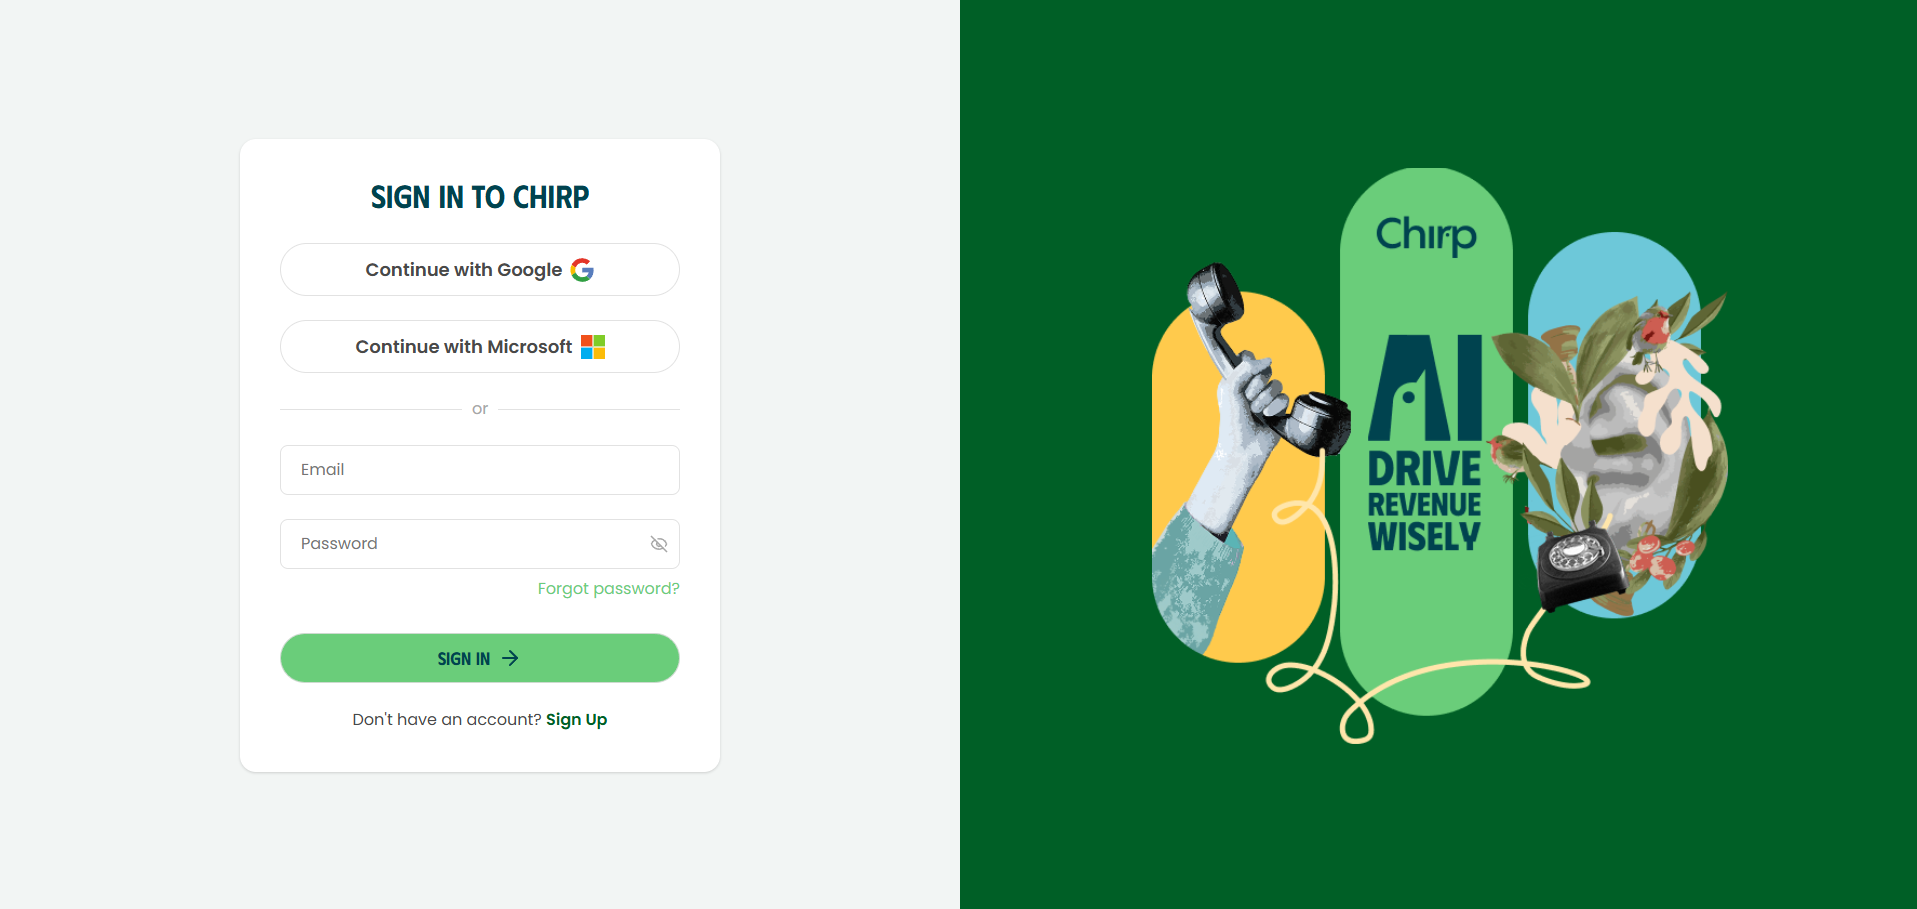 SIGN IN TO CHIRP
Continue with Google
Continue with Microsoft
or
Email
Password
Forgot password?
SIGN IN
Don't have an account? Sign Up
Chirp
AI
DRIVE
REVENUE
WISELY